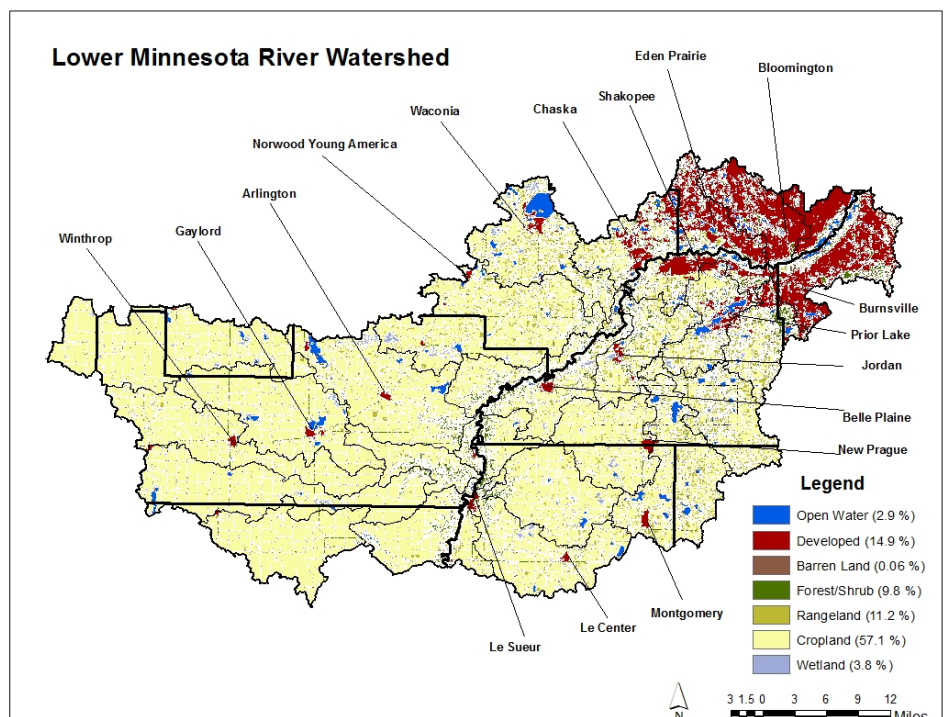 Lower Minnesota River Watershed
Eden Prairie
Bloomington
Shakopee
Chaska
Waconia
Norwood Young America
Arlington
Gaylord
Winthrop
Burnsville
Prior Lake
Jordan
Belle Plaine
New Prague
Legend
Open Water (2.9 %)
Developed (14.9 %)
Barren Land (0.06 %)
Forest/Shrub (9.8 %)
Rangeland (11.2 %)
Cropland (57.1 %)
Wetland (3.8 %)
Montgomery
Le Center
Le Sueur
N
3 1.5 0 3 6 9 12
Miles